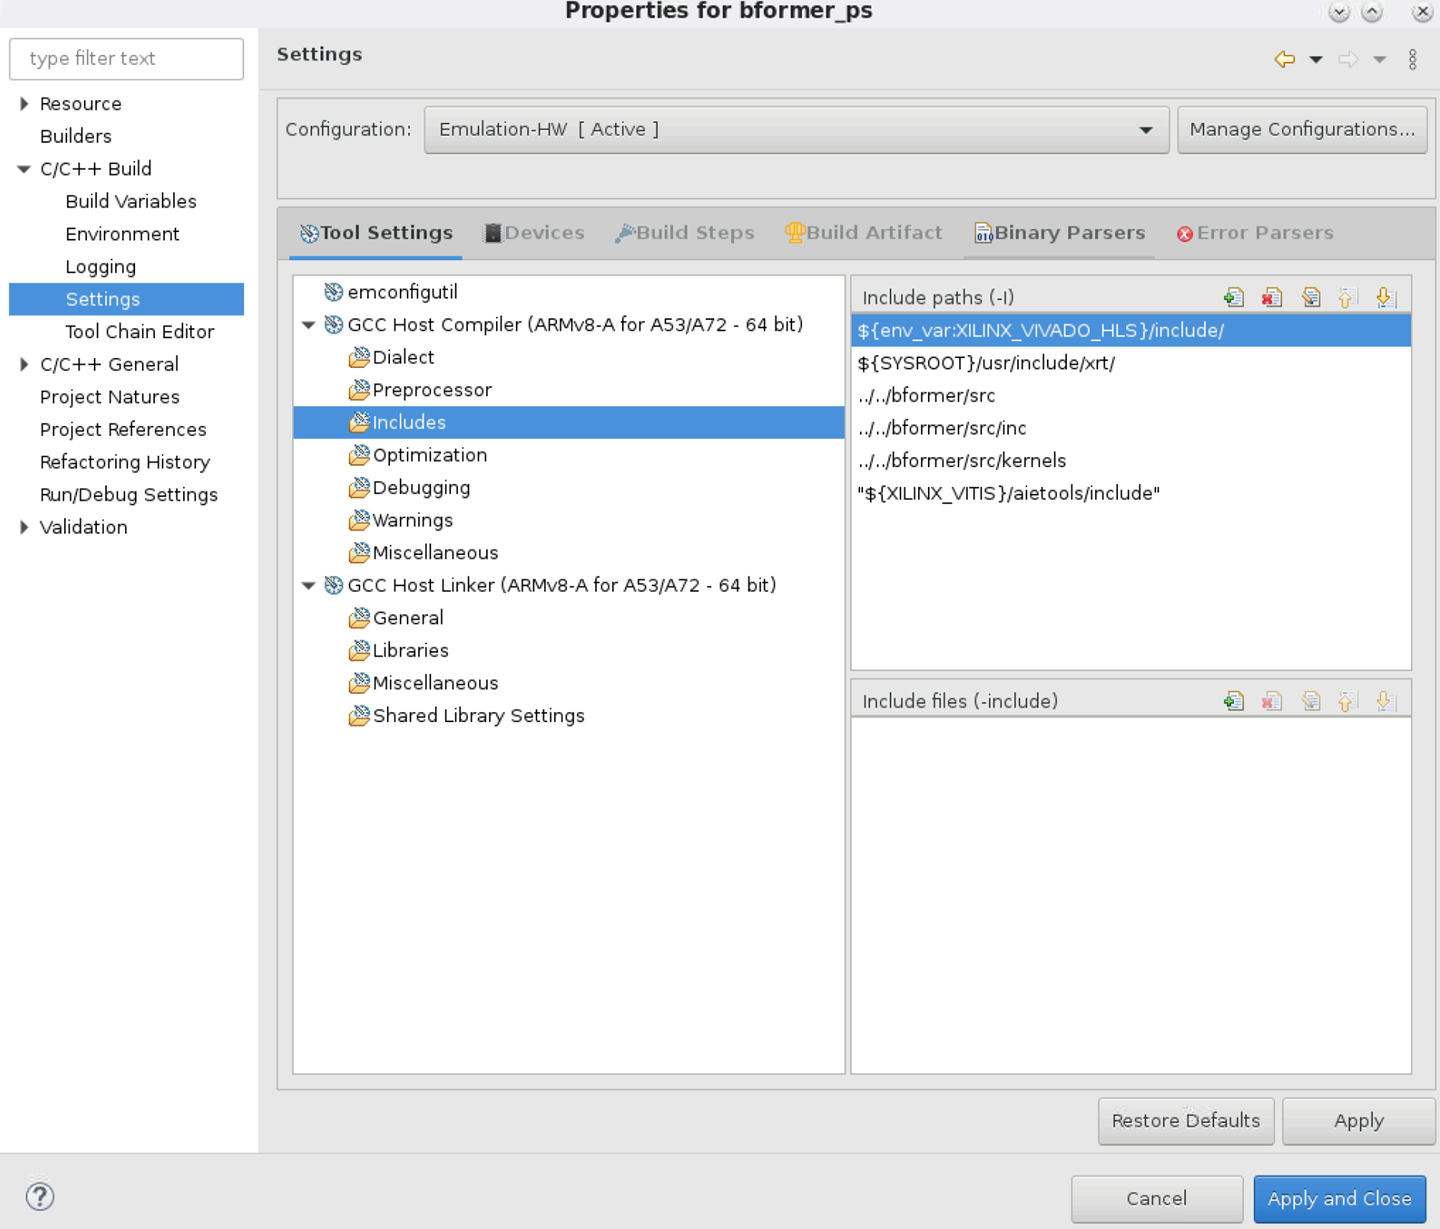 Properties for bformer_ps
type filter text
Resource
Builders
C/C++ Build
Build Variables
Environment
Logging
Settings
Tool Chain Editor
C/C++ General
Project Natures
Project References
Refactoring History
Run/Debug Settings
Validation
Settings
Configuration: Emulation-HW [ Active ] Manage Configurations...
Tool Settings Devices Build Steps Build Artifact Binary Parsers Error Parsers
emconfigutil
GCC Host Compiler (ARMv8-A for A53/A72 - 64 bit)
Dialect
Preprocessor
Includes
Optimization
Debugging
Warnings
Miscellaneous
GCC Host Linker (ARMv8-A for A53/A72 - 64 bit)
General
Libraries
Miscellaneous
Shared Library Settings
Include paths (-I)
${env_var:XILINX_VIVADO_HLS}/include/
${SYSROOT}/usr/include/xrt/
../../bformer/src
../../bformer/src/inc
../../bformer/src/kernels
"${XILINX_VITIS}/aietools/include"
Include files (-include)
Restore Defaults Apply
? Cancel Apply and Close